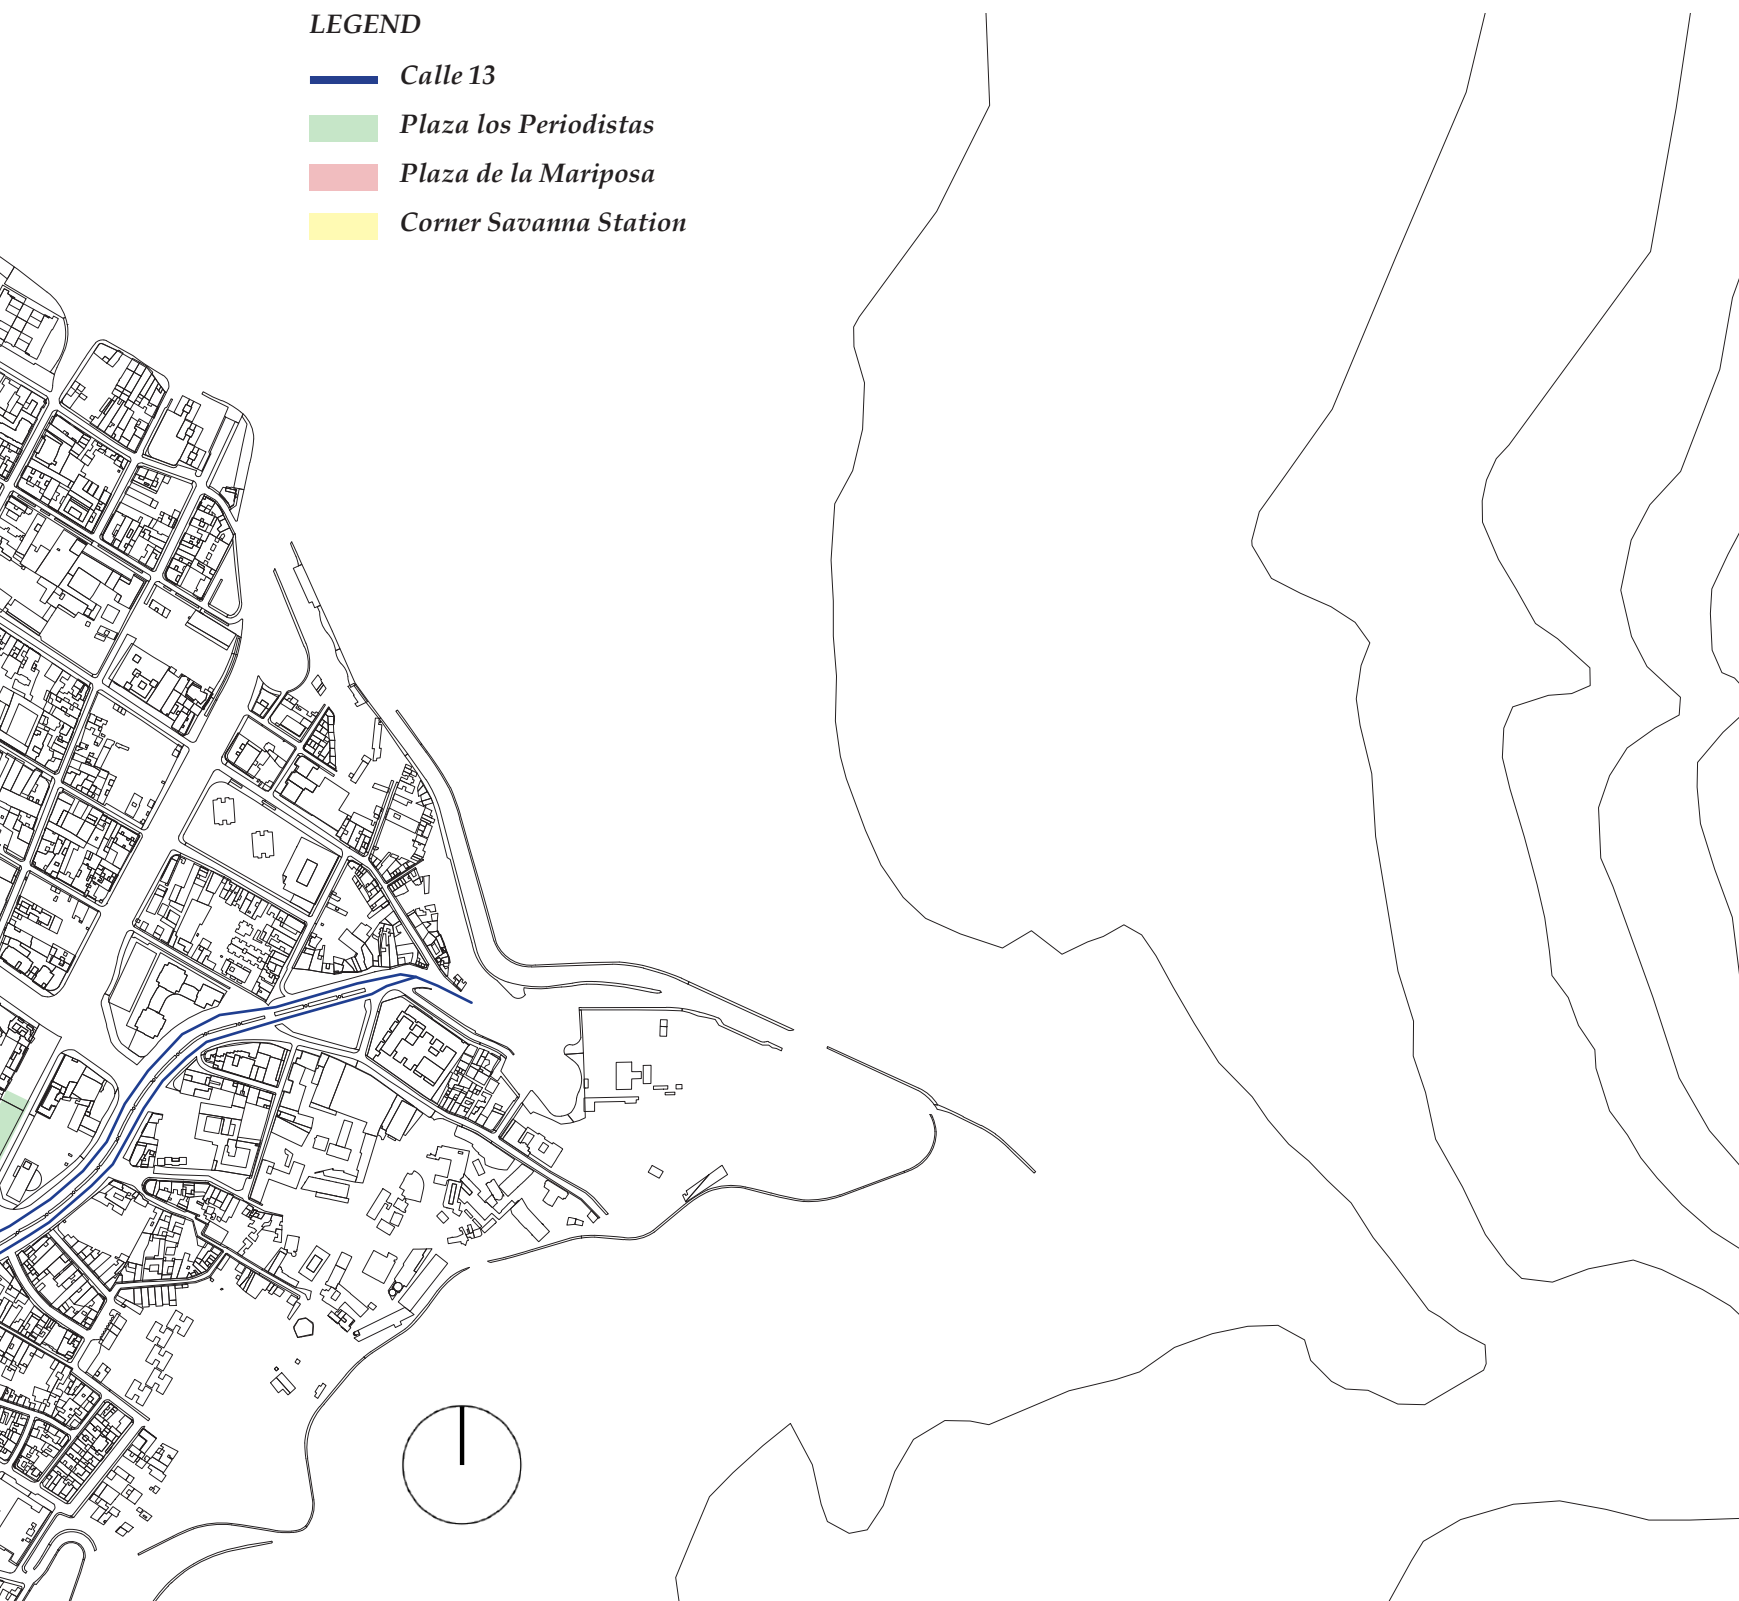 LEGEND
Calle 13
Plaza los Periodistas
Plaza de la Mariposa
Corner Savanna Station